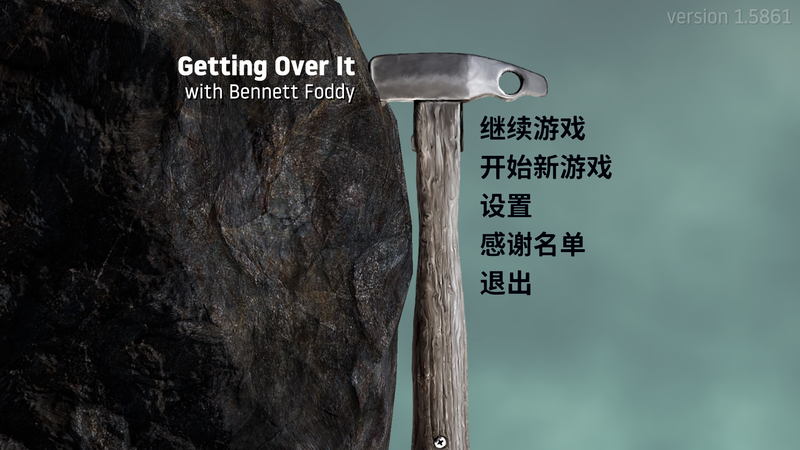 version 1.5861
Getting Over It
with Bennett Foddy
继续游戏
开始新游戏
设置
感谢名单
退出